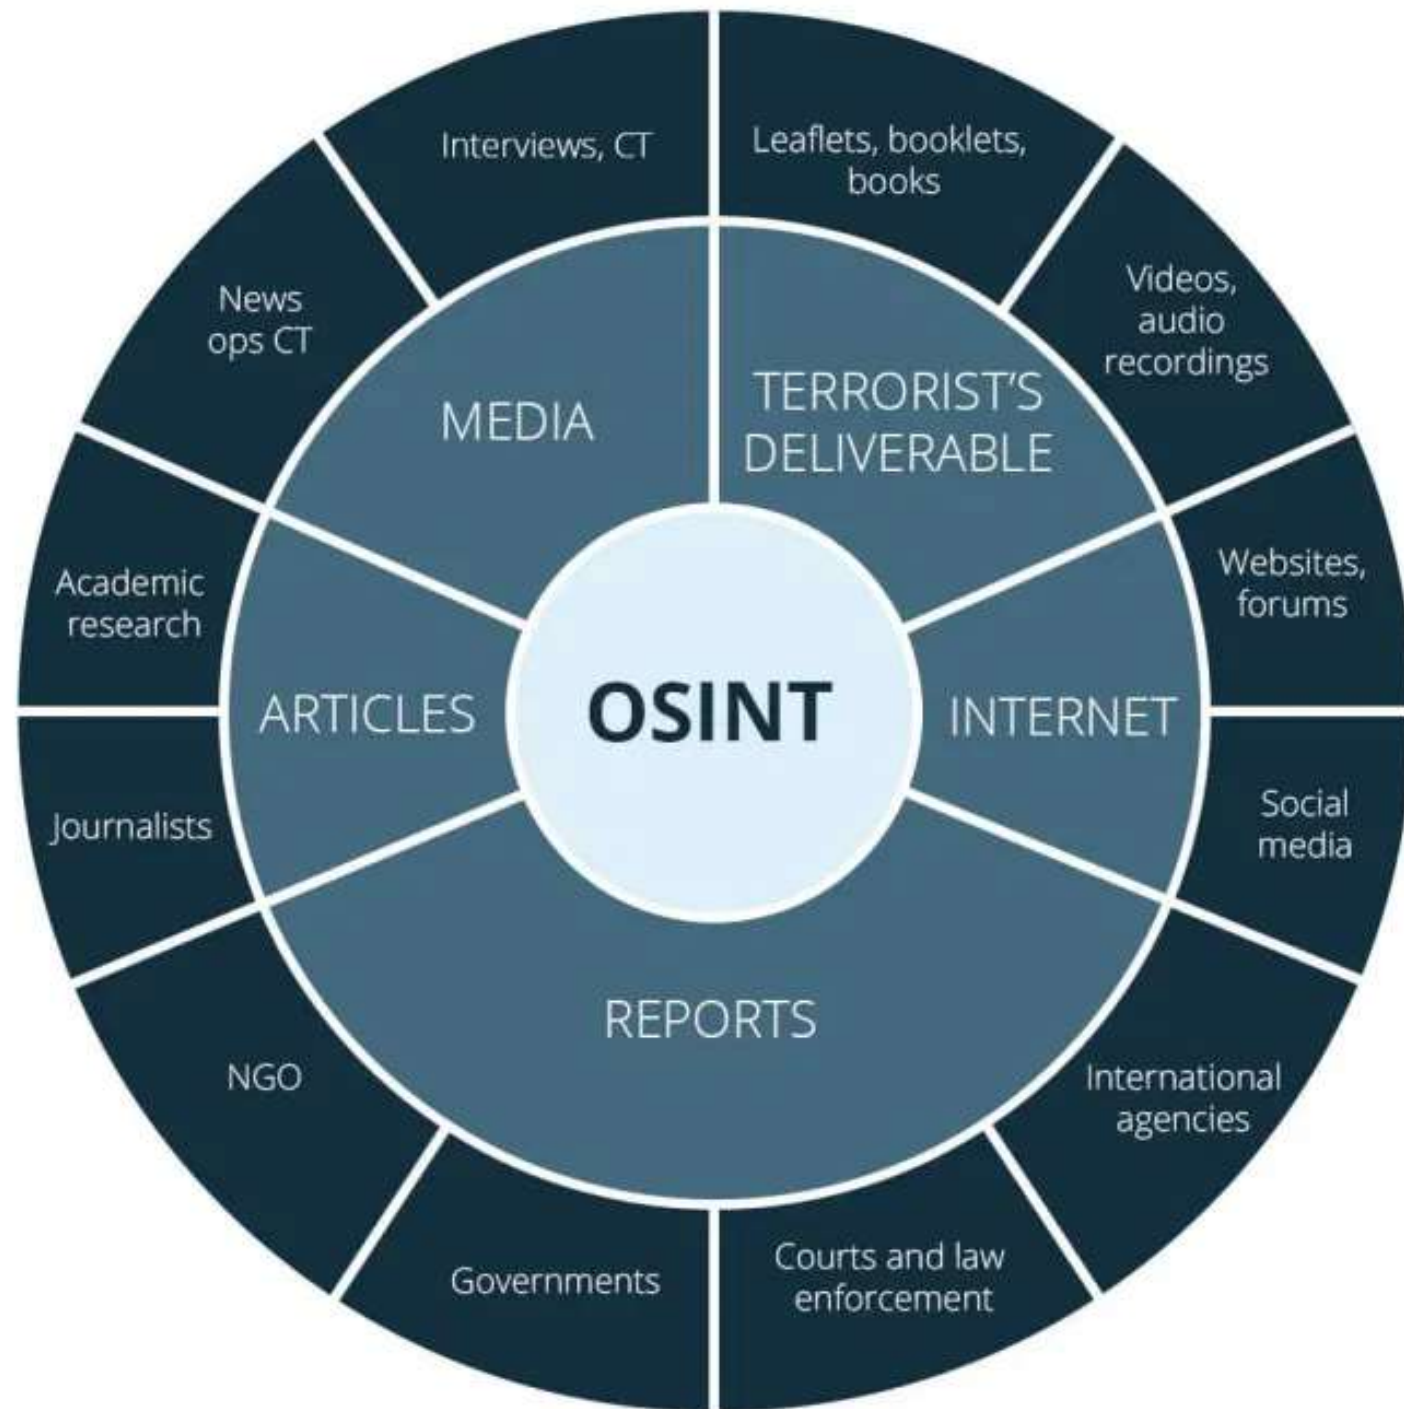 Interviews, CT
Leaflets, booklets,
books
Videos,
audio
recordings
Websites,
forums
Social
media
International
agencies
Courts and law
enforcement
Governments
NGO
Journalists
Academic
research
News
ops CT
MEDIA
TERRORIST’S
DELIVERABLE
INTERNET
REPORTS
ARTICLES
OSINT